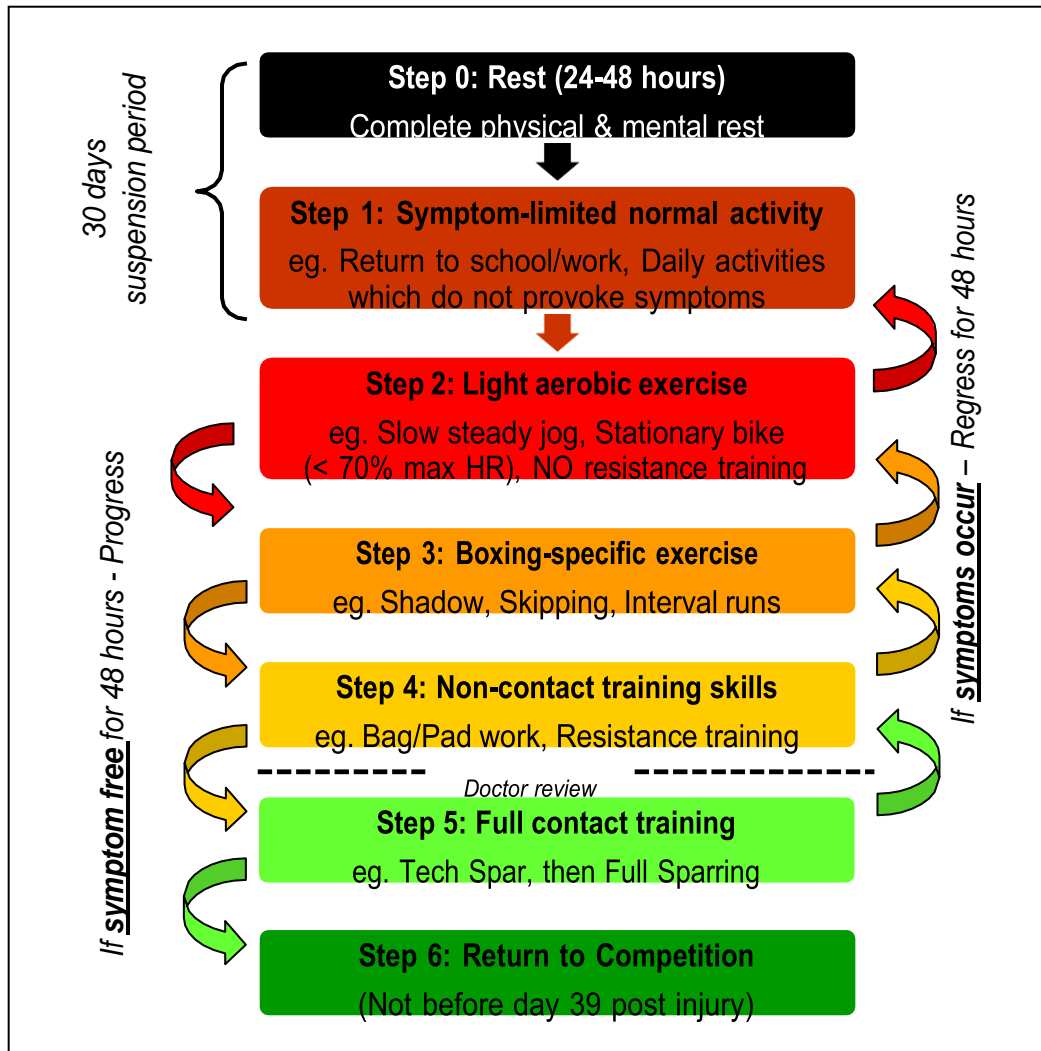 30 days
suspension period
Step 0: Rest (24-48 hours)
Complete physical & mental rest
Step 1: Symptom-limited normal activity
eg. Return to school/work, Daily activities
which do not provoke symptoms
Step 2: Light aerobic exercise
eg. Slow steady jog, Stationary bike
(< 70% max HR), NO resistance training
Step 3: Boxing-specific exercise
eg. Shadow, Skipping, Interval runs
Step 4: Non-contact training skills
eg. Bag/Pad work, Resistance training
Doctor review
Step 5: Full contact training
eg. Tech Spar, then Full Sparring
Step 6: Return to Competition
(Not before day 39 post injury)
If symptom free for 48 hours - Progress
If symptoms occur – Regress for 48 hours